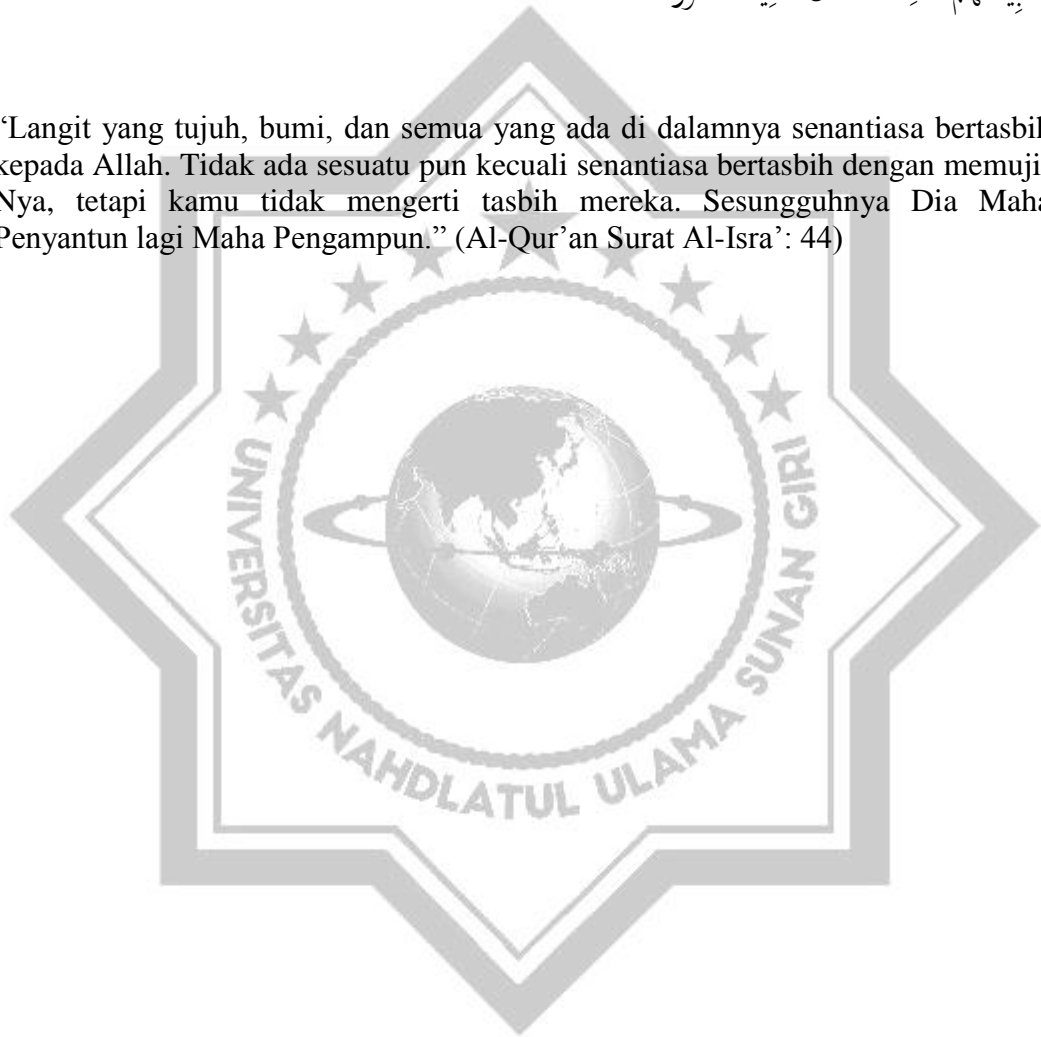 “Langit yang tujuh, bumi, dan semua yang ada di dalamnya senantiasa bertasbih
kepada Allah. Tidak ada sesuatu pun kecuali senantiasa bertasbih dengan memuji-
Nya, tetapi kamu tidak mengerti tasbih mereka. Sesungguhnya Dia Maha
Penyantun lagi Maha Pengampun.” (Al-Qur’an Surat Al-Isra’: 44)
UNIVERSITAS NAHDLATUL ULAMA SUNAN GIRI